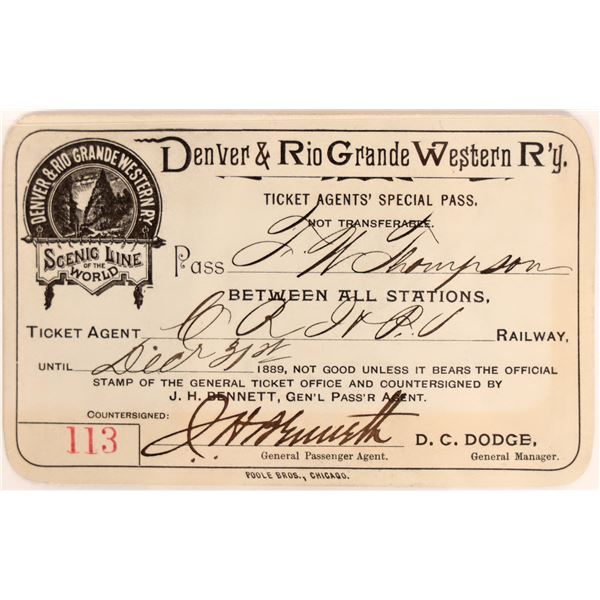 Denver & Rio Grande Western R'y.
DENVER & RIO GRANDE WESTERN RY
SCENIC LINE
OF THE
WORLD
TICKET AGENTS' SPECIAL PASS,
NOT TRANSFERABLE.
Pass F W Thompson
BETWEEN ALL STATIONS,
TICKET AGENT C R I & P RAILWAY,
UNTIL Decr 31st 1889, NOT GOOD UNLESS IT BEARS THE OFFICIAL
STAMP OF THE GENERAL TICKET OFFICE AND COUNTERSIGNED BY
J. H. BENNETT, GEN'L PASS'R AGENT.
COUNTERSIGNED:
113
J. H. Bennett
D. C. DODGE,
General Passenger Agent.
General Manager.
POOLE BROS., CHICAGO.